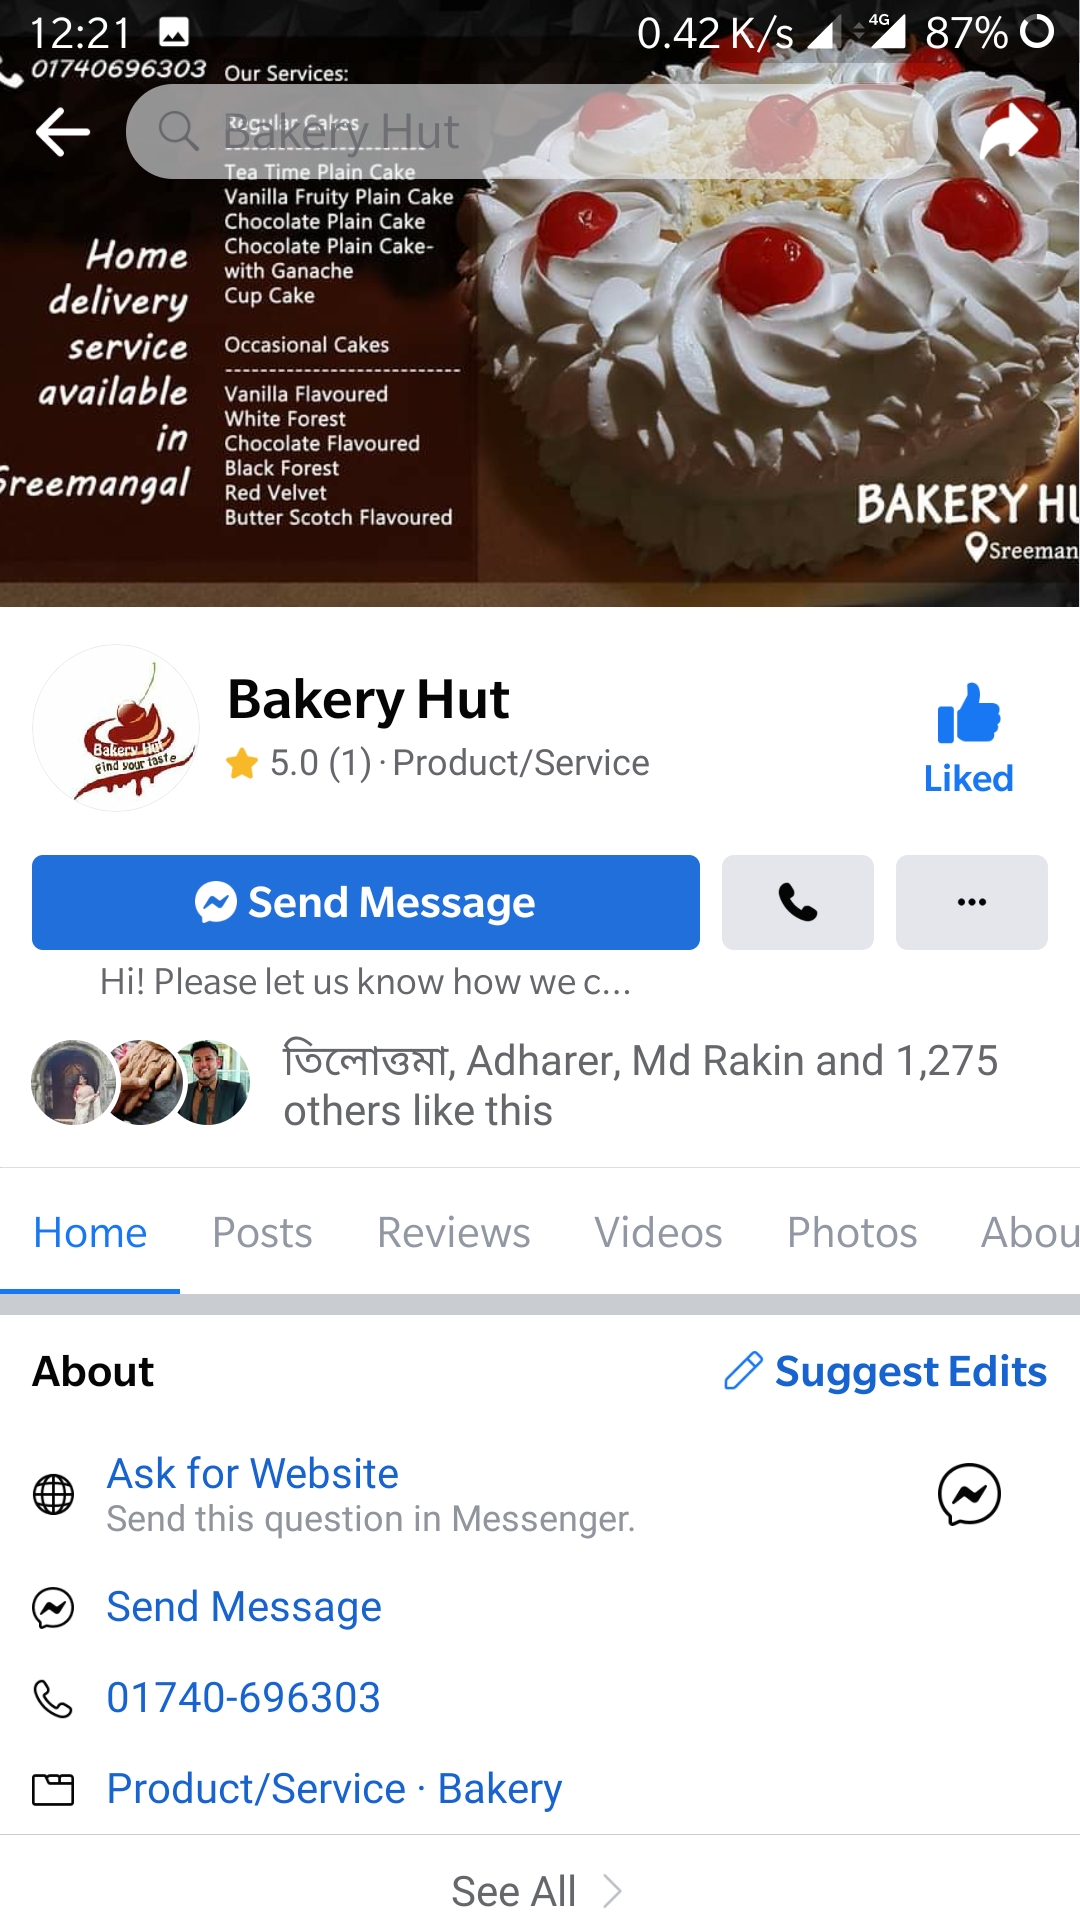 12:21
0.42 K/s
4G
87%
01740696303
Our Services:
Bakery Hut
Regular Cakes
Tea Time Plain Cake
Vanilla Fruity Plain Cake
Chocolate Plain Cake
Chocolate Plain Cake-
with Ganache
Cup Cake
Home
delivery
service
available
in
Sreemangal
Occasional Cakes
Vanilla Flavoured
White Forest
Chocolate Flavoured
Black Forest
Red Velvet
Butter Scotch Flavoured
BAKERY HU
Sreeman
Bakery Hut
Find your taste
Bakery Hut
5.0 (1) · Product/Service
Liked
Send Message
Hi! Please let us know how we c...
তিলোত্তমা, Adharer, Md Rakin and 1,275
others like this
Home Posts Reviews Videos Photos Abou
About
Suggest Edits
Ask for Website
Send this question in Messenger.
Send Message
01740-696303
Product/Service · Bakery
See All